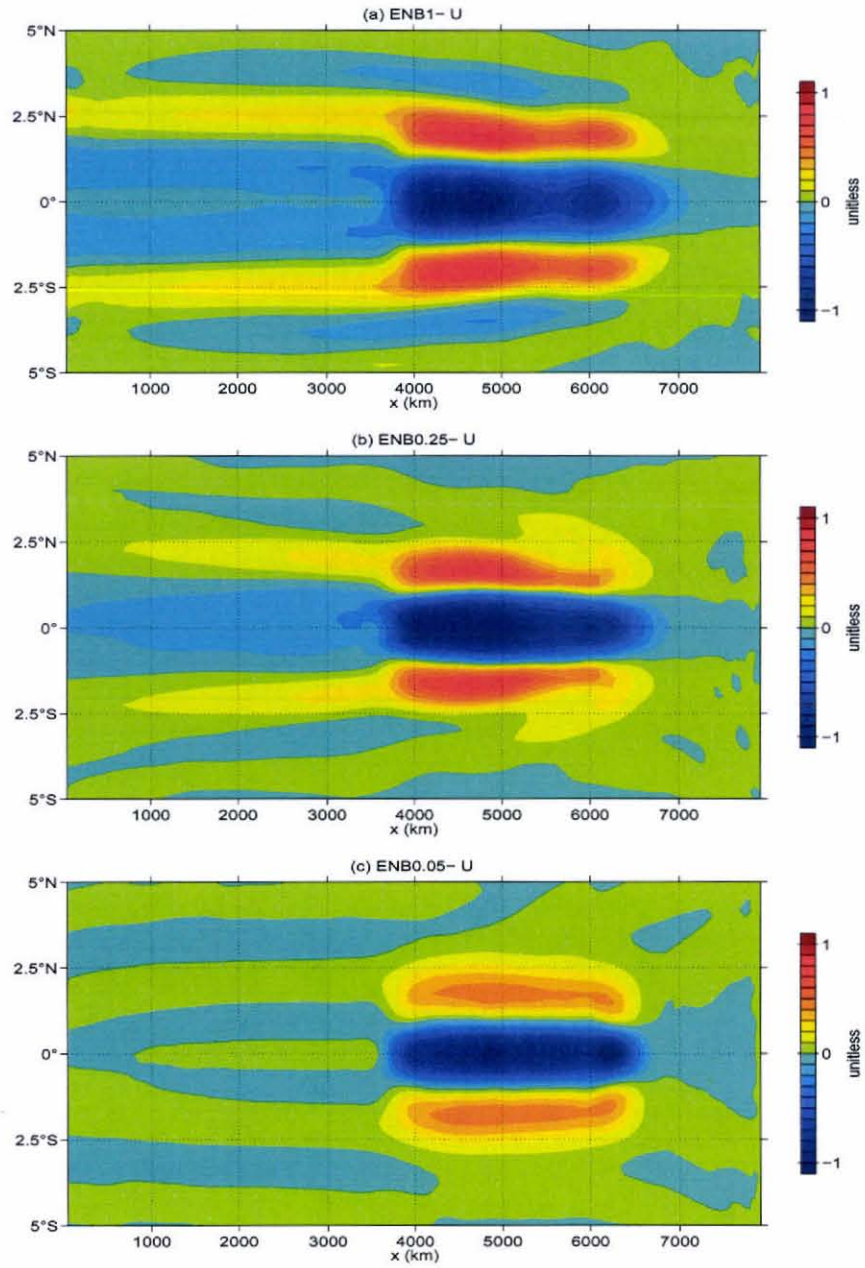 (a) ENB1- U
5°N
2.5°N
0°
2.5°S
5°S
1000 2000 3000 4000 5000 6000 7000
x (km)
1
0
-1
unitless
(b) ENB0.25- U
5°N
2.5°N
0°
2.5°S
5°S
1000 2000 3000 4000 5000 6000 7000
x (km)
1
0
-1
unitless
(c) ENB0.05- U
5°N
2.5°N
0°
2.5°S
5°S
1000 2000 3000 4000 5000 6000 7000
x (km)
1
0
-1
unitless